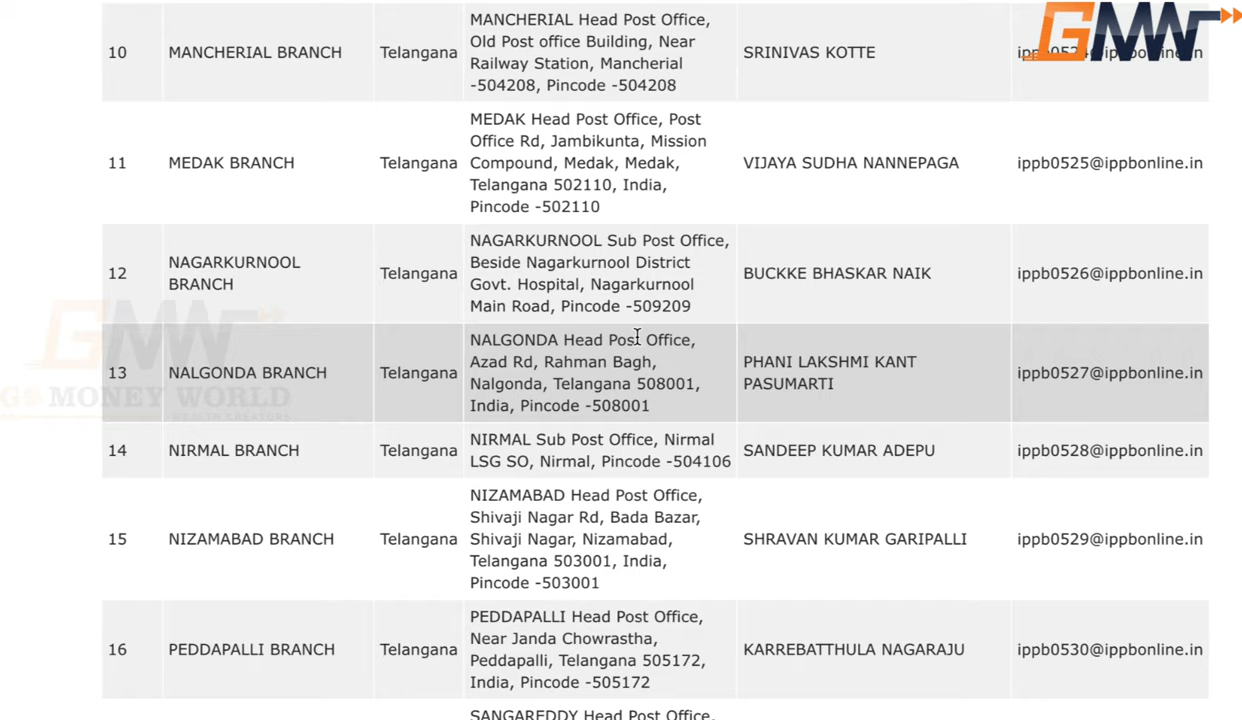 GMW
10 MANCHERIAL BRANCH Telangana MANCHERIAL Head Post Office,
Old Post office Building, Near
Railway Station, Mancherial
-504208, Pincode -504208
SRINIVAS KOTTE
11 MEDAK BRANCH Telangana MEDAK Head Post Office, Post
Office Rd, Jambikunta, Mission
Compound, Medak, Medak,
Telangana 502110, India,
Pincode -502110
VIJAYA SUDHA NANNEPAGA ippb0525@ippbonline.in
12 NAGARKURNOOL
BRANCH
Telangana NAGARKURNOOL Sub Post Office,
Beside Nagarkurnool District
Govt. Hospital, Nagarkurnool
Main Road, Pincode -509209
BUCKKE BHASKAR NAIK ippb0526@ippbonline.in
13 NALGONDA BRANCH Telangana NALGONDA Head Post Office,
Azad Rd, Rahman Bagh,
Nalgonda, Telangana 508001,
India, Pincode -508001
PHANI LAKSHMI KANT
PASUMARTI
ippb0527@ippbonline.in
GMW
MONEY WORLD
14 NIRMAL BRANCH Telangana NIRMAL Sub Post Office, Nirmal
LSG SO, Nirmal, Pincode -504106
SANDEEP KUMAR ADEPU ippb0528@ippbonline.in
15 NIZAMABAD BRANCH Telangana NIZAMABAD Head Post Office,
Shivaji Nagar Rd, Bada Bazar,
Shivaji Nagar, Nizamabad,
Telangana 503001, India,
Pincode -503001
SHRAVAN KUMAR GARIPALLI ippb0529@ippbonline.in
16 PEDDAPALLI BRANCH Telangana PEDDAPALLI Head Post Office,
Near Janda Chowrastha,
Peddapalli, Telangana 505172,
India, Pincode -505172
KARREBATTHULA NAGARAJU ippb0530@ippbonline.in
SANGAREDDY Head Post Office,